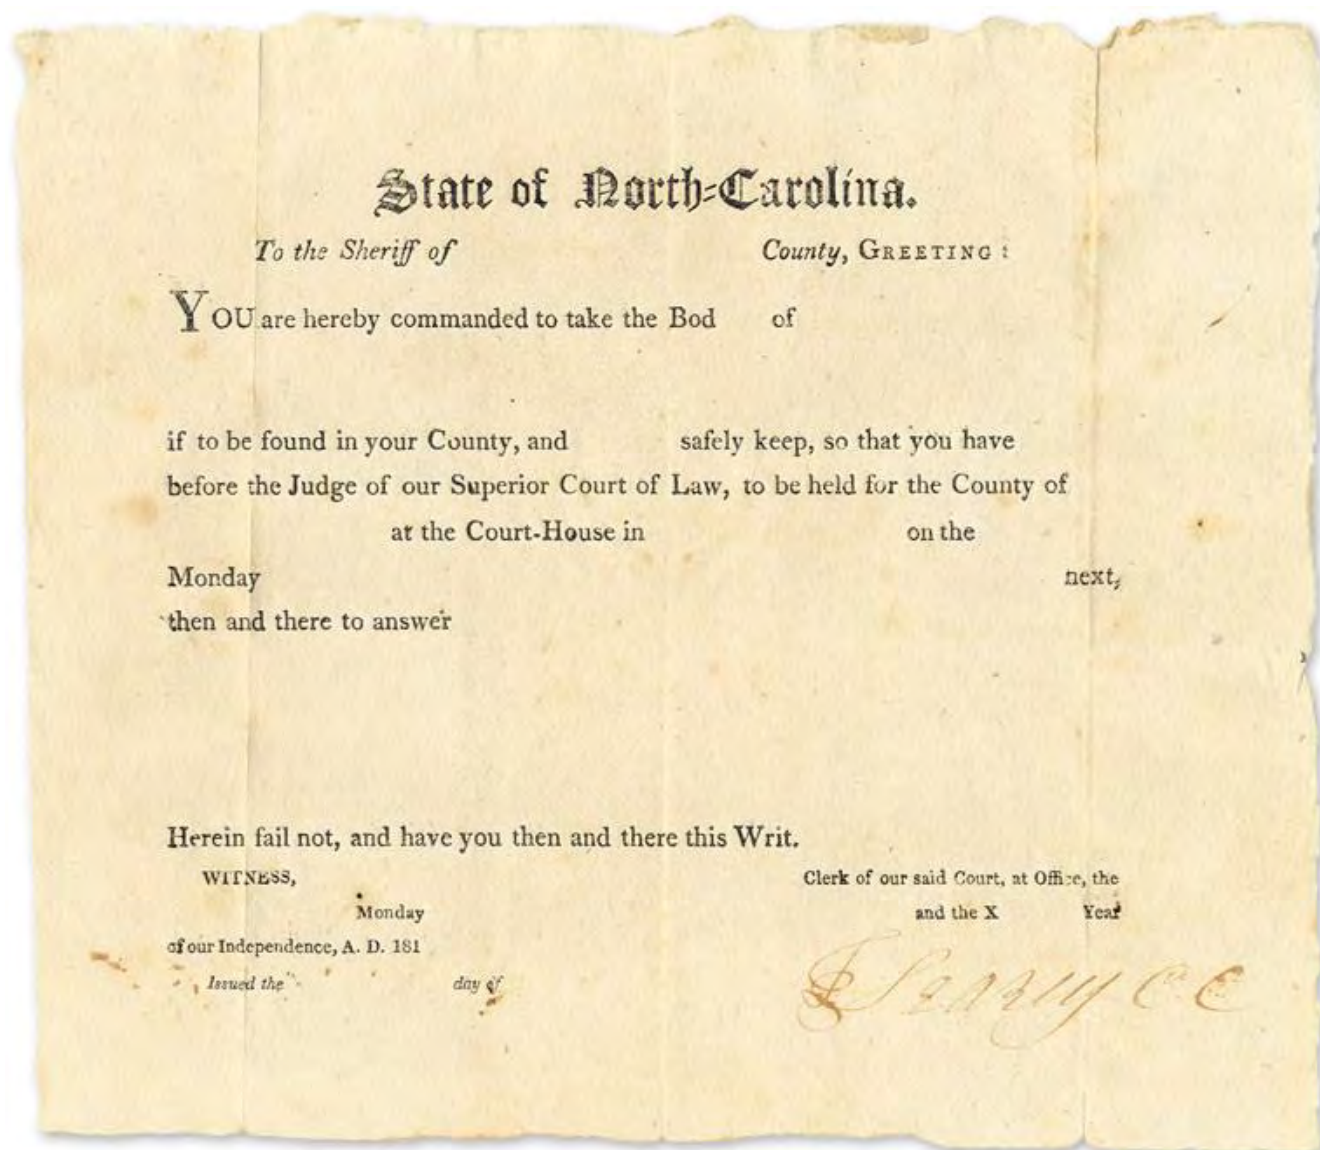 State of North-Carolina.
To the Sheriff of County, GREETING :
YOU are hereby commanded to take the Bod of
if to be found in your County, and safely keep, so that you have
before the Judge of our Superior Court of Law, to be held for the County of
at the Court-House in on the
Monday next,
then and there to answer
Herein fail not, and have you then and there this Writ.
WITNESS, Clerk of our said Court, at Office, the
Monday and the X Year
of our Independence, A. D. 181
Issued the day of